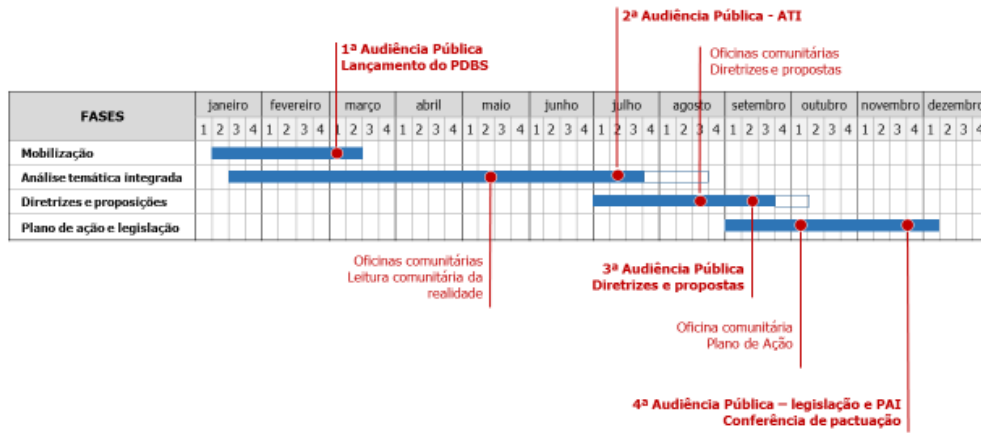 2ª Audiência Pública - ATI
1ª Audiência Pública
Lançamento do PDBS
Oficinas comunitárias
Diretrizes e propostas
FASES
janeiro fevereiro março abril maio junho julho agosto setembro outubro novembro dezembro
1 2 3 4 1 2 3 4 1 2 3 4 1 2 3 4 1 2 3 4 1 2 3 4 1 2 3 4 1 2 3 4 1 2 3 4 1 2 3 4 1 2 3 4 1 2 3 4
Mobilização
Análise temática integrada
Diretrizes e proposições
Plano de ação e legislação
Oficinas comunitárias
Leitura comunitária da
realidade
3ª Audiência Pública
Diretrizes e propostas
Oficina comunitária
Plano de Ação
4ª Audiência Pública – legislação e PAI
Conferência de pactuação